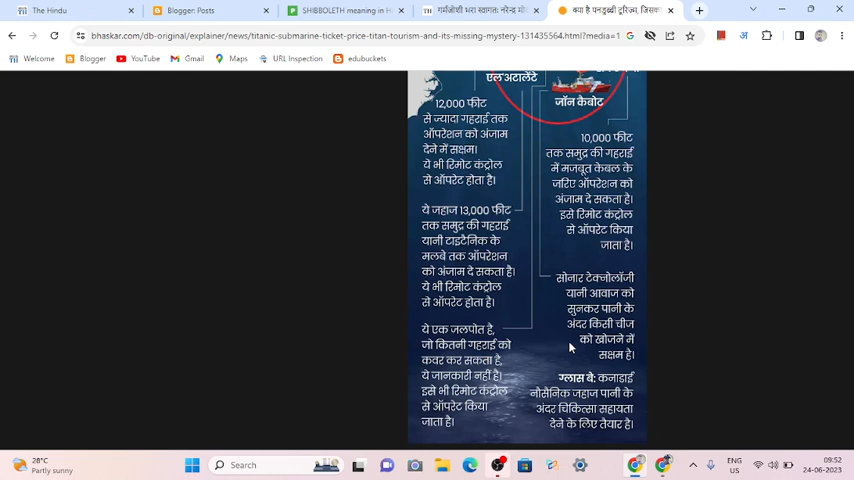 The Hindu
Blogger: Posts
SHIBBOLETH meaning in H
गर्मजोशी भरा स्वागतः नरेन्द्र मो
क्या है पनडुब्बी टूरिज्म, जिसक
bhaskar.com/db-original/explainer/news/titanic-submarine-ticket-price-titan-tourism-and-its-missing-mystery-131435564.html?media=1
Welcome
Blogger
YouTube
Gmail
Maps
URL Inspection
edubuckets
एल अटालेंटे
जॉन कैबोट
12,000 फीट
से ज्यादा गहराई तक
ऑपरेशन को अंजाम
देने में सक्षम।
ये भी रिमोट कंट्रोल
से ऑपरेट होता है।
10,000 फीट
तक समुद्र की गहराई
में मजबूत केबल के
जरिए ऑपरेशन को
अंजाम दे सकता है।
इसे रिमोट कंट्रोल
से ऑपरेट किया
जाता है।
ये जहाज 13,000 फीट
तक समुद्र की गहराई
यानी टाइटैनिक के
मलबे तक ऑपरेशन
को अंजाम दे सकता है।
ये भी रिमोट कंट्रोल
से ऑपरेट होता है।
सोनार टेक्नोलॉजी
यानी आवाज को
सुनकर पानी के
अंदर किसी चीज
को खोजने में
सक्षम है।
ये एक जलपोत है,
जो कितनी गहराई को
कवर कर सकता है,
ये जानकारी नहीं है।
इसे भी रिमोट कंट्रोल
से ऑपरेट किया
जाता है।
ग्लास बे: कनाडाई
नौसैनिक जहाज पानी के
अंदर चिकित्सा सहायता
देने के लिए तैयार है।
28°C
Partly sunny
Search
ENG
US
09:52
24-06-2023